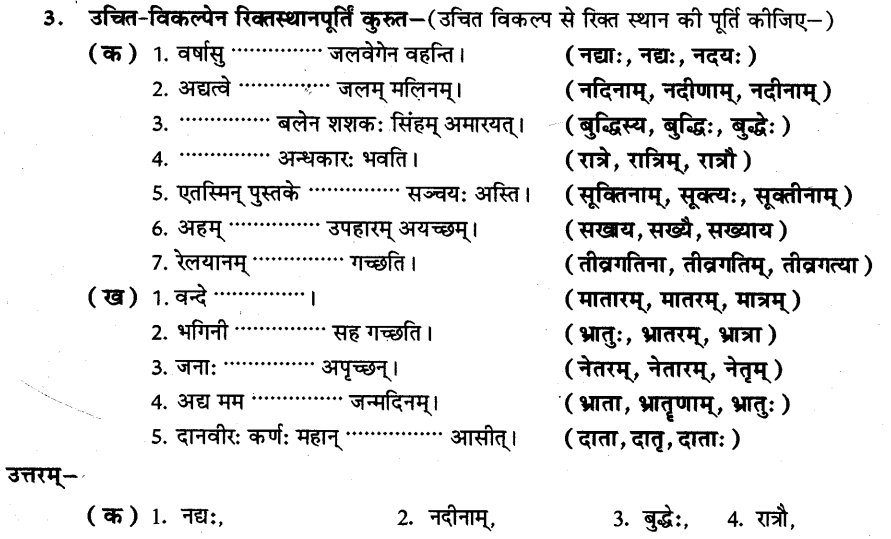 3. उचित-विकल्पेन रिक्तस्थानपूर्तिं कुरुत–(उचित विकल्प से रिक्त स्थान की पूर्ति कीजिए–)
(क) 1. वर्षासु ................ जलवेगेन वहन्ति। (नद्याः, नद्यः, नदयः)
2. अद्यत्वे ................ जलम् मलिनम्। (नदिनाम्, नदीणाम्, नदीनाम्)
3. ................ बलेन शशकः सिंहम् अमारयत्। (बुद्धिस्य, बुद्धिः, बुद्धेः)
4. ................ अन्धकारः भवति। (रात्रे, रात्रिम्, रात्रौ)
5. एतस्मिन् पुस्तके ................ सञ्चयः अस्ति। (सूक्तिनाम्, सूक्त्यः, सूक्तीनाम्)
6. अहम् ................ उपहारम् अयच्छम्। (सखाय, सख्यै, सख्याय)
7. रेलयानम् ................ गच्छति। (तीव्रगतिना, तीव्रगतिम्, तीव्रगत्या)
(ख) 1. वन्दे ................। (मातारम्, मातरम्, मात्रम्)
2. भगिनी ................ सह गच्छति। (भ्रातुः, भ्रातरम्, भ्रात्रा)
3. जनाः ................ अपृच्छन्। (नेतरम्, नेतारम्, नेतृम्)
4. अद्य मम ................ जन्मदिनम्। (भ्राता, भ्रातॄणाम्, भ्रातुः)
5. दानवीरः कर्णः महान् ................ आसीत्। (दाता, दातृ, दाताः)
उत्तरम्–
(क) 1. नद्यः, 2. नदीनाम्, 3. बुद्धेः, 4. रात्रौ,